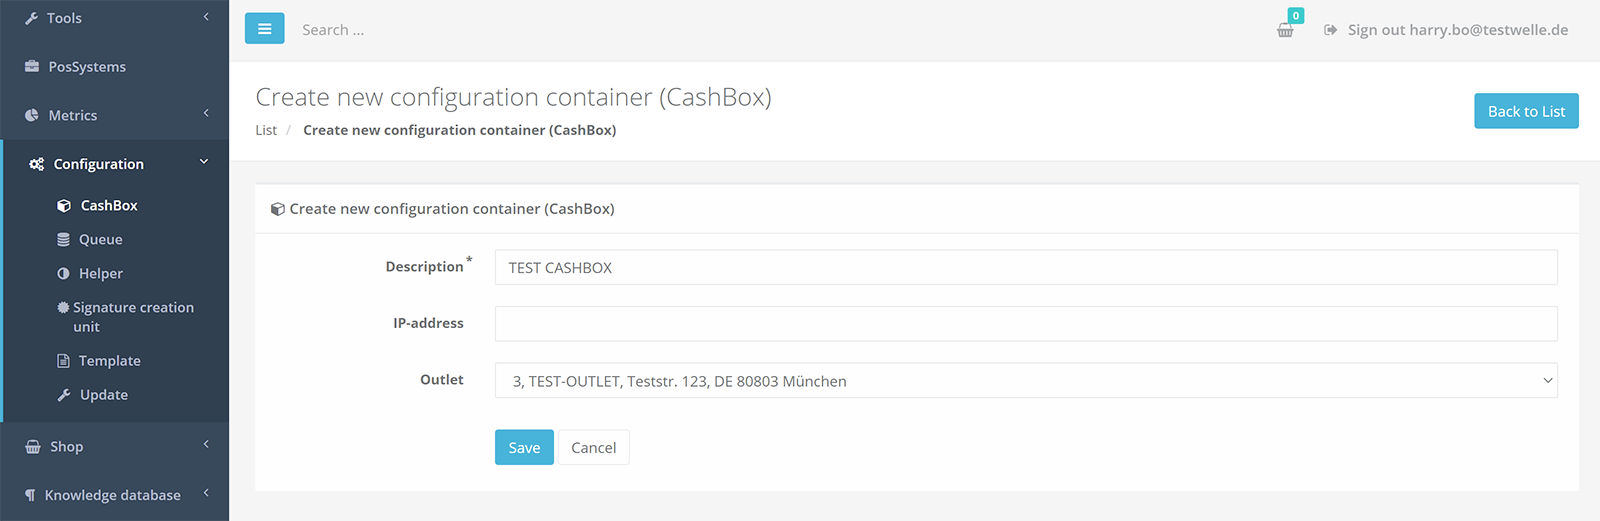 Tools
PosSystems
Metrics
Configuration
CashBox
Queue
Helper
Signature creation
unit
Template
Update
Shop
Knowledge database
Search ...
0
Sign out harry.bo@testwelle.de
Create new configuration container (CashBox)
List / Create new configuration container (CashBox)
Back to List
Create new configuration container (CashBox)
Description* TEST CASHBOX
IP-address
Outlet 3, TEST-OUTLET, Teststr. 123, DE 80803 München
Save Cancel